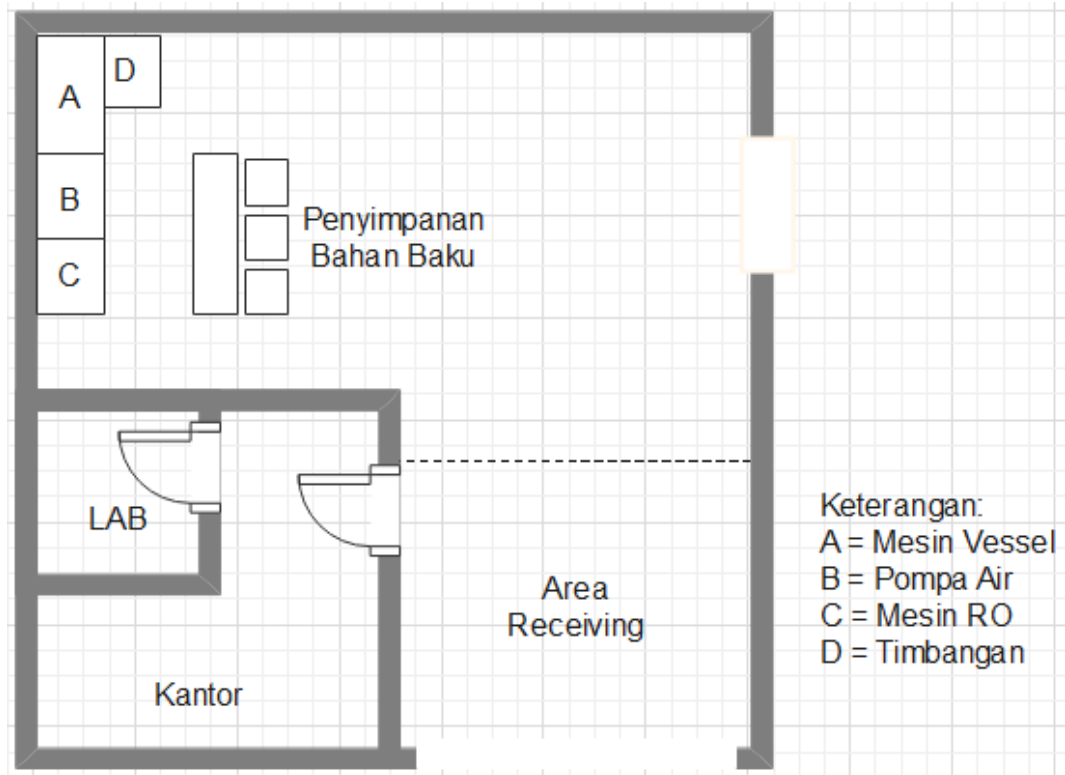 D
A
B
C
Penyimpanan
Bahan Baku
LAB
Kantor
Area
Receiving
Keterangan:
A = Mesin Vessel
B = Pompa Air
C = Mesin RO
D = Timbangan